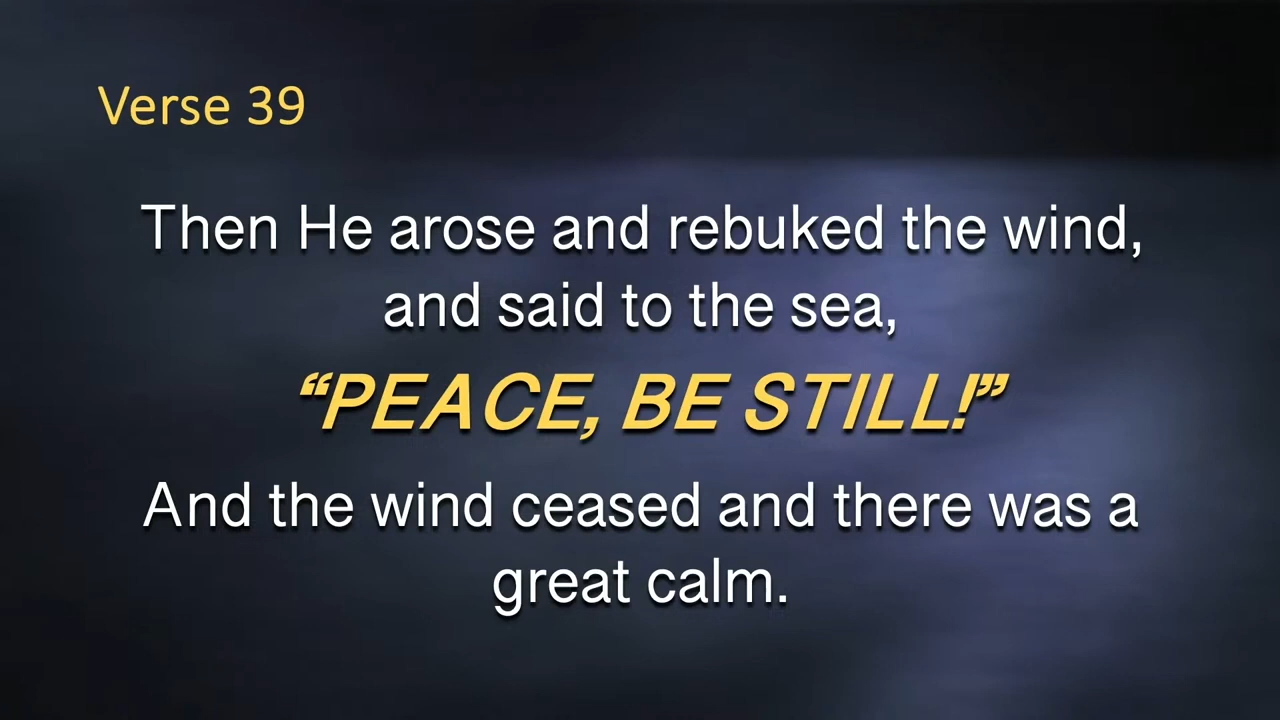 Verse 39
Then He arose and rebuked the wind,
and said to the sea,
“PEACE, BE STILL!”
And the wind ceased and there was a
great calm.